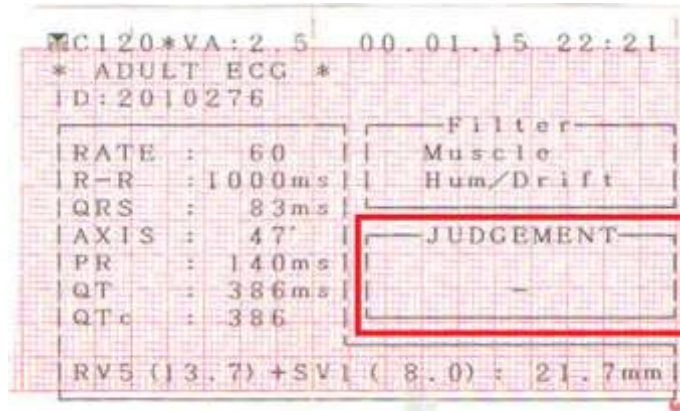 C120*VA:2.5 00.01.15 22:21
* ADULT ECG *
ID:2010276
Filter
RATE : 60 Muscle
R-R : 1000ms Hum/Drift
QRS : 83ms
AXIS : 47° JUDGEMENT
PR : 140ms
QT : 386ms -
QTc : 386
RV5(13.7)+SV1( 8.0): 21.7mm